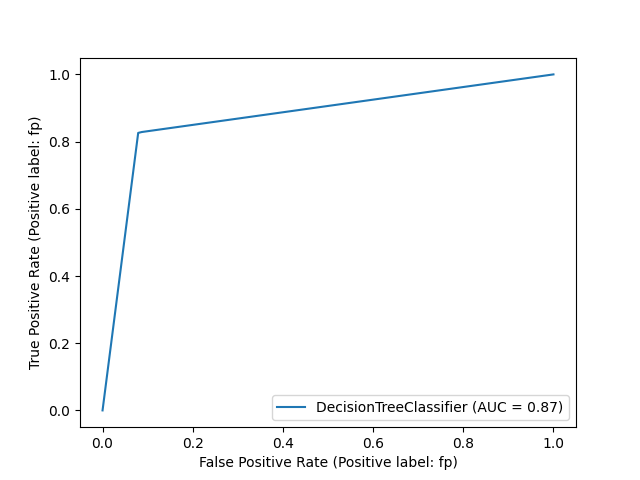 1.0
0.8
0.6
0.4
0.2
0.0
True Positive Rate (Positive label: fp)
DecisionTreeClassifier (AUC = 0.87)
0.0 0.2 0.4 0.6 0.8 1.0
False Positive Rate (Positive label: fp)